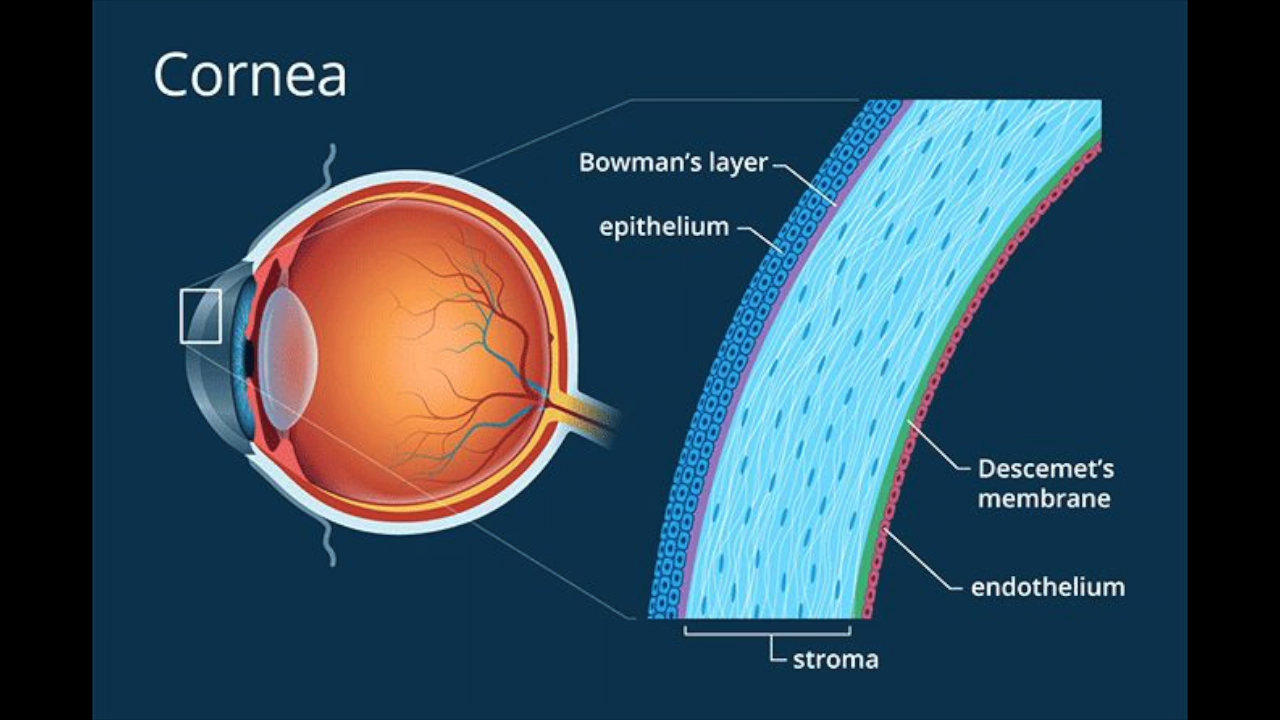 Cornea
Bowman’s layer
epithelium
Descemet’s
membrane
endothelium
stroma